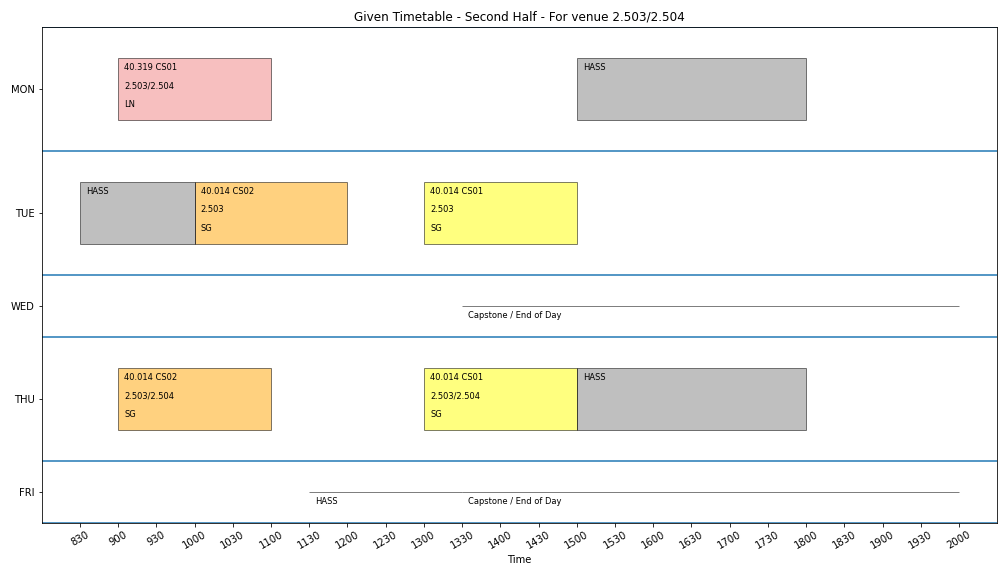 Given Timetable - Second Half - For venue 2.503/2.504
MON
40.319 CS01
2.503/2.504
LN
HASS
TUE
HASS
40.014 CS02
2.503
SG
40.014 CS01
2.503
SG
WED
Capstone / End of Day
THU
40.014 CS02
2.503/2.504
SG
40.014 CS01
2.503/2.504
SG
HASS
FRI
HASS
Capstone / End of Day
830 900 930 1000 1030 1100 1130 1200 1230 1300 1330 1400 1430 1500 1600 1630 1700 1730 1800 1830 1900 1930 2000
Time